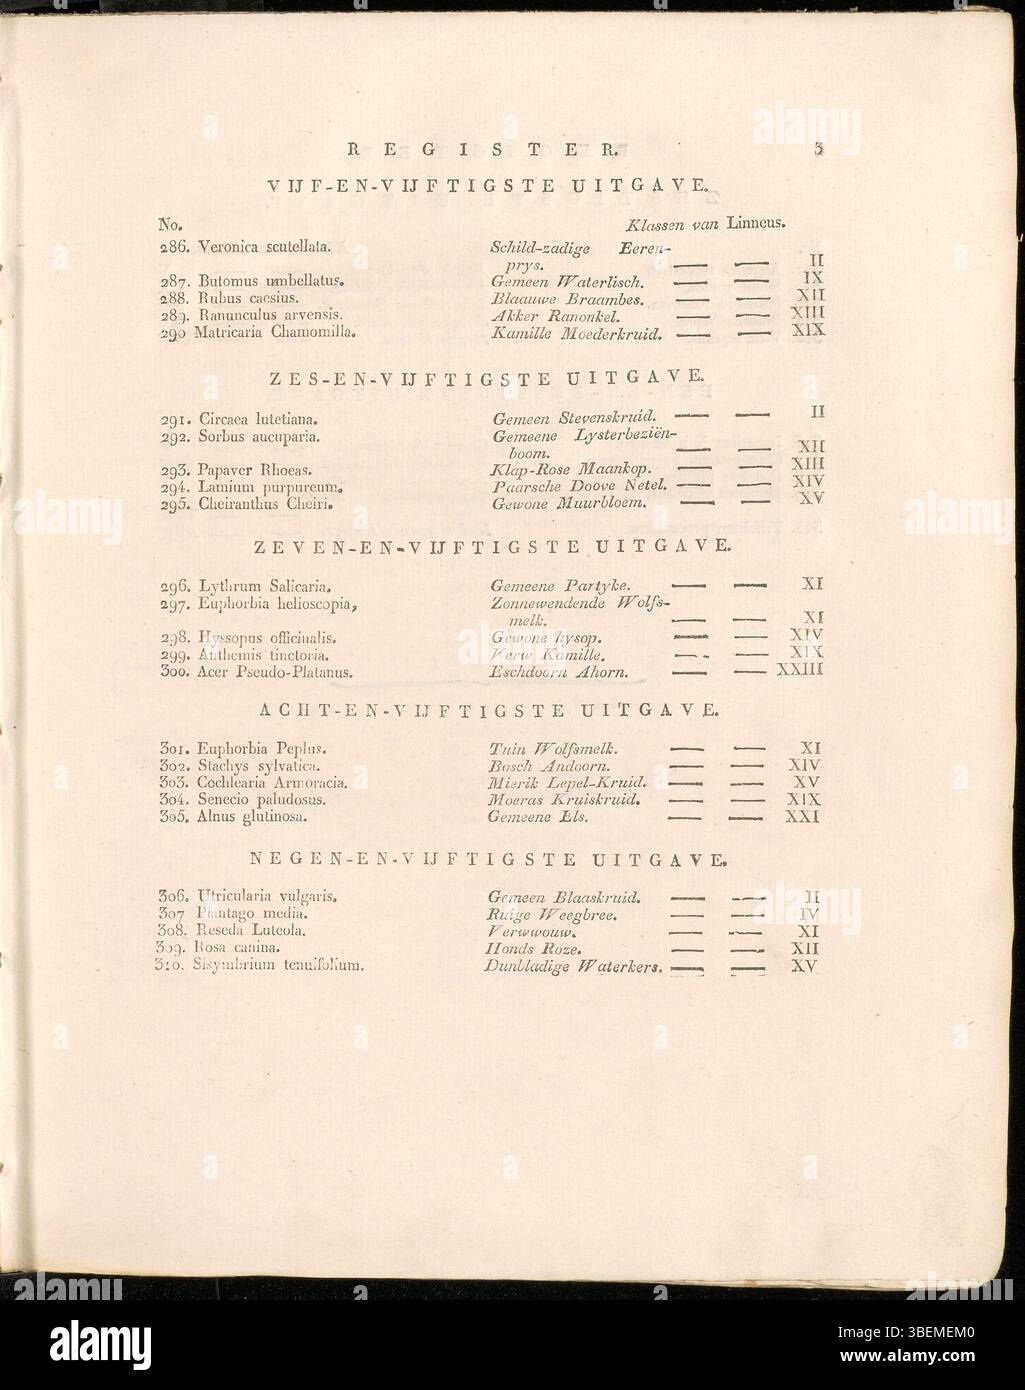 REGISTER. 3
VIJF-EN-VIJFTIGSTE UITGAVE.
No. Klassen van Linneus.
286. Veronica scutellata. Schild-zadige Eeren-
prys. — — II
287. Butomus umbellatus. Gemeen Waterlisch. — — IX
288. Rubus caesius. Blaauwe Braambes. — — XII
289. Ranunculus arvensis. Akker Ranonkel. — — XIII
290 Matricaria Chamomilla. Kamille Moederkruid. — — XIX
ZES-EN-VIJFTIGSTE UITGAVE.
291. Circaea lutetiana. Gemeen Stevenskruid. — — II
292. Sorbus aucuparia. Gemeene Lysterbeziën-
boom. — — XII
293. Papaver Rhoeas. Klap-Rose Maankop. — — XIII
294. Lamium purpureum. Paarsche Doove Netel. — — XIV
295. Cheiranthus Cheiri. Gewone Muurbloem. — — XV
ZEVEN-EN-VIJFTIGSTE UITGAVE.
296. Lythrum Salicaria. Gemeene Partyke. — — XI
297. Euphorbia helioscopia, Zonnewendende Wolfs-
melk. — — XI
298. Hyssopus officinalis. Gewone hysop. — — XIV
299. Anthemis tinctoria. Verw Kamille. — — XIX
300. Acer Pseudo-Platanus. Eschdoorn Ahorn. — — XXIII
ACHT-EN-VIJFTIGSTE UITGAVE.
301. Euphorbia Peplus. Tuin Wolfsmelk. — — XI
302. Stachys sylvatica. Bosch Andoorn. — — XIV
303. Cochlearia Armoracia. Mierik Lepel-Kruid. — — XV
304. Senecio paludosus. Moeras Kruiskruid. — — XIX
305. Alnus glutinosa. Gemeene Els. — — XXI
NEGEN-EN-VIJFTIGSTE UITGAVE.
306. Utricularia vulgaris. Gemeen Blaaskruid. — — II
307 Plantago media. Ruige Weegbree. — — IV
308. Reseda Luteola. Verwwouw. — — XI
309. Rosa canina. Honds Roze. — — XII
310. Sisymbrium tenuifolium. Dunbladige Waterkers. — — XV
alamy
Image ID: 3BEMEM0
www.alamy.com